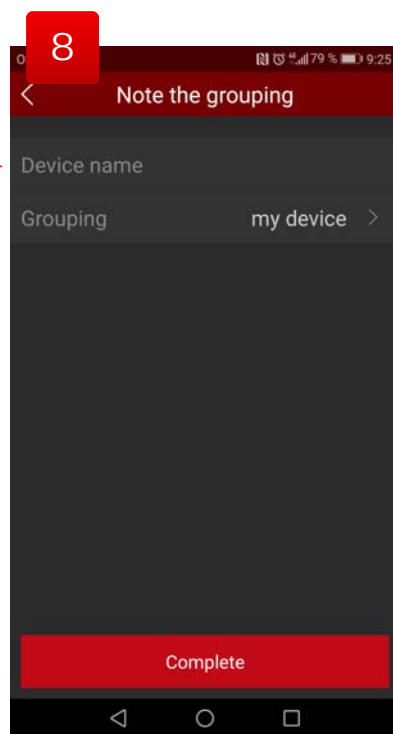 8
79 % 9:25
Note the grouping
Device name
Grouping my device
Complete